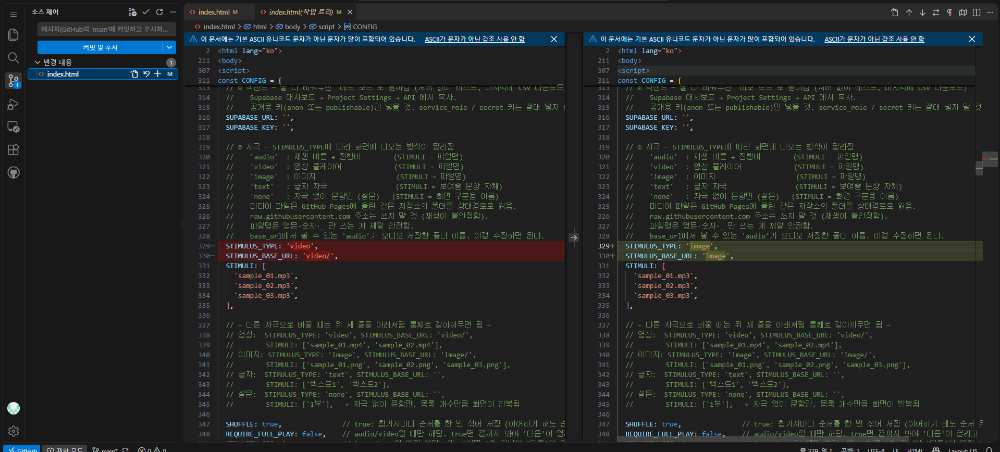 소스 제어
메시지(GitHub의 'main'에 커밋하고 푸시하...
커밋 및 푸시
변경 내용
1
index.html
M
1
index.html M
index.html(작업 트리) M
index.html > html > body > script > CONFIG
이 문서에는 기본 ASCII 유니코드 문자가 아닌 문자가 많이 포함되어 있습니다. ASCII가 문자가 아닌 강조 사용 안 함
2 <html lang="ko">
211 <body>
307 <script>
311 const CONFIG = {
314 // Supabase 대시보드 → Project Settings → API 에서 복사.
315 // 공개용 키(anon 또는 publishable)만 넣을 것. service_role / secret 키는 절대 넣지
316 SUPABASE_URL: '',
317 SUPABASE_KEY: '',
318
319 // ② 자극 — STIMULUS_TYPE에 따라 화면에 나오는 방식이 달라짐
320 // 'audio' : 재생 버튼 + 진행바 (STIMULI = 파일명)
321 // 'video' : 영상 플레이어 (STIMULI = 파일명)
322 // 'image' : 이미지 (STIMULI = 파일명)
323 // 'text' : 글자 자극 (STIMULI = 보여줄 문장 자체)
324 // 'none' : 자극 없이 문항만 (설문) (STIMULI = 화면 구분용 이름)
325 // 미디어 파일은 GitHub Pages에 올린 같은 저장소의 폴더를 상대경로로 읽음.
326 // raw.githubusercontent.com 주소는 쓰지 말 것 (재생이 불안정함).
327 // 파일명은 영문·숫자·_ 만 쓰는 게 제일 안전함.
328 // base_url에서 볼 수 있는 'audio'가 오디오 저장한 폴더 이름. 이걸 수정하면 된다.
329— STIMULUS_TYPE: 'video',
330— STIMULUS_BASE_URL: 'video/',
331 STIMULI: [
332 'sample_01.mp3',
333 'sample_02.mp3',
334 'sample_03.mp3',
335 ],
336
337 // — 다른 자극으로 바꿀 때는 위 세 줄을 아래처럼 통째로 갈아끼우면 됨 —
338 // 영상: STIMULUS_TYPE: 'video', STIMULUS_BASE_URL: 'video/',
339 // STIMULI: ['sample_01.mp4', 'sample_02.mp4'],
340 // 이미지: STIMULUS_TYPE: 'image', STIMULUS_BASE_URL: 'image/',
341 // STIMULI: ['sample_01.png', 'sample_02.png', 'sample_03.png'],
342 // 글자: STIMULUS_TYPE: 'text', STIMULUS_BASE_URL: '',
343 // STIMULI: ['텍스트1', '텍스트2'],
344 // 설문: STIMULUS_TYPE: 'none', STIMULUS_BASE_URL: '',
345 // STIMULI: ['1부'], ← 자극 없이 문항만. 목록 개수만큼 화면이 반복됨
346
347 SHUFFLE: true, // true: 참가자마다 순서를 한 번 섞어 저장 (이어하기 해도
348 REQUIRE_FULL_PLAY: false, // audio/video일 때만 해당. true면 끝까지 봐야 '다음'이
이 문서에는 기본 ASCII 유니코드 문자가 아닌 문자가 많이 포함되어 있습니다. ASCII가 문자가 아닌 강조 사용 안 함
2 <html lang="ko">
211 <body>
307 <script>
311 const CONFIG = {
314 // Supabase 대시보드 → Project Settings → API 에서 복사.
315 // 공개용 키(anon 또는 publishable)만 넣을 것. service_role / secret 키는 절대 넣지 말 것
316 SUPABASE_URL: '',
317 SUPABASE_KEY: '',
318
319 // ② 자극 — STIMULUS_TYPE에 따라 화면에 나오는 방식이 달라짐
320 // 'audio' : 재생 버튼 + 진행바 (STIMULI = 파일명)
321 // 'video' : 영상 플레이어 (STIMULI = 파일명)
322 // 'image' : 이미지 (STIMULI = 파일명)
323 // 'text' : 글자 자극 (STIMULI = 보여줄 문장 자체)
324 // 'none' : 자극 없이 문항만 (설문) (STIMULI = 화면 구분용 이름)
325 // 미디어 파일은 GitHub Pages에 올린 같은 저장소의 폴더를 상대경로로 읽음.
326 // raw.githubusercontent.com 주소는 쓰지 말 것 (재생이 불안정함).
327 // 파일명은 영문·숫자·_ 만 쓰는 게 제일 안전함.
328 // base_url에서 볼 수 있는 'audio'가 오디오 저장한 폴더 이름. 이걸 수정하면 된다.
329+ STIMULUS_TYPE: 'image',
330+ STIMULUS_BASE_URL: 'image',
331 STIMULI: [
332 'sample_01.mp3',
333 'sample_02.mp3',
334 'sample_03.mp3',
335 ],
336
337 // — 다른 자극으로 바꿀 때는 위 세 줄을 아래처럼 통째로 갈아끼우면 됨 —
338 // 영상: STIMULUS_TYPE: 'video', STIMULUS_BASE_URL: 'video/',
339 // STIMULI: ['sample_01.mp4', 'sample_02.mp4'],
340 // 이미지: STIMULUS_TYPE: 'image', STIMULUS_BASE_URL: 'image/',
341 // STIMULI: ['sample_01.png', 'sample_02.png', 'sample_03.png'],
342 // 글자: STIMULUS_TYPE: 'text', STIMULUS_BASE_URL: '',
343 // STIMULI: ['텍스트1', '텍스트2'],
344 // 설문: STIMULUS_TYPE: 'none', STIMULUS_BASE_URL: '',
345 // STIMULI: ['1부'], ← 자극 없이 문항만. 목록 개수만큼 화면이 반복됨
346
347 SHUFFLE: true, // true: 참가자마다 순서를 한 번 섞어 저장 (이어하기 해도 순서
348 REQUIRE_FULL_PLAY: false, // audio/video일 때만 해당. true면 끝까지 봐야 '다음'이 열리고
GitHub 제한 모드 main* 0 0
줄 329, 열 1 공백: 2 UTF-8 LF HTML Layout: US